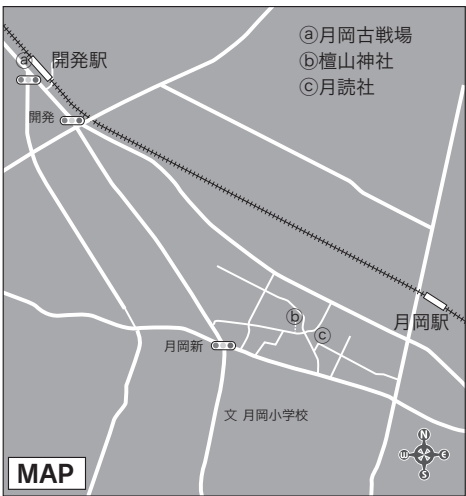 ⓐ月岡古戦場
ⓑ檀山神社
ⓒ月読社
ⓐ 開発駅
開発
ⓑ
ⓒ
月岡駅
月岡新
文 月岡小学校
N
W E
S
MAP